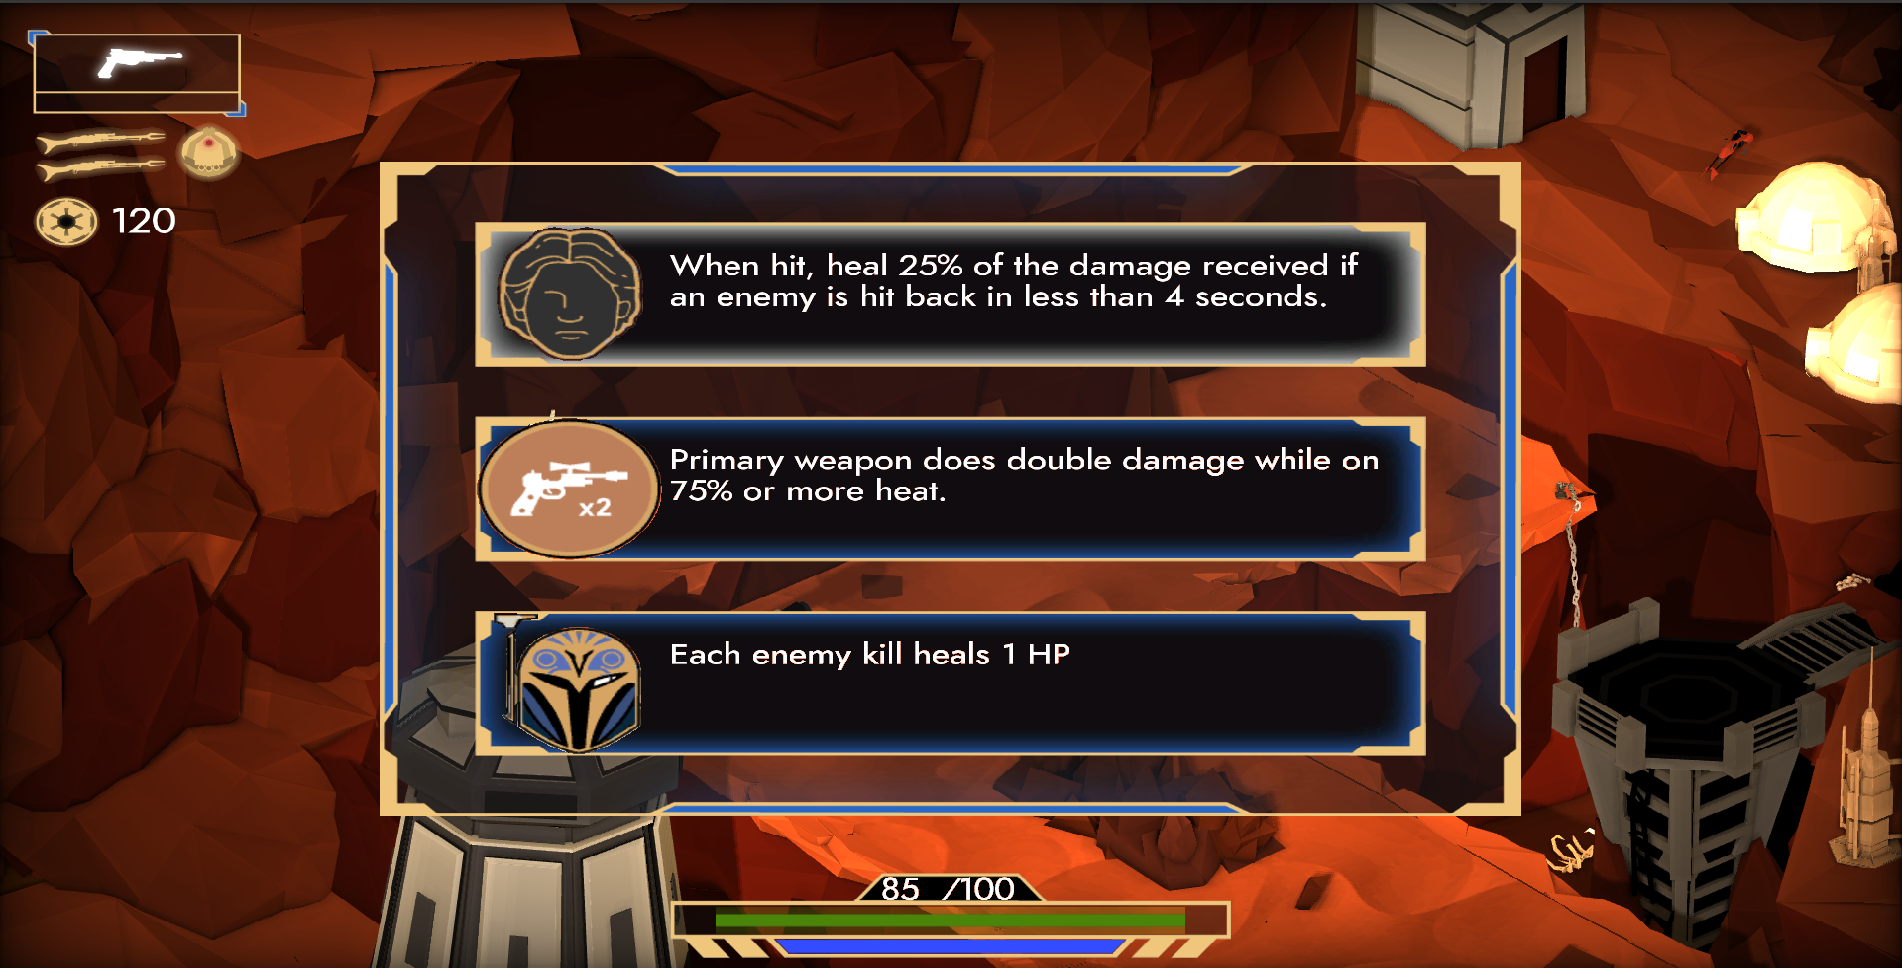 120
When hit, heal 25% of the damage received if
an enemy is hit back in less than 4 seconds.
Primary weapon does double damage while on
75% or more heat.
x2
Each enemy kill heals 1 HP
85 /100